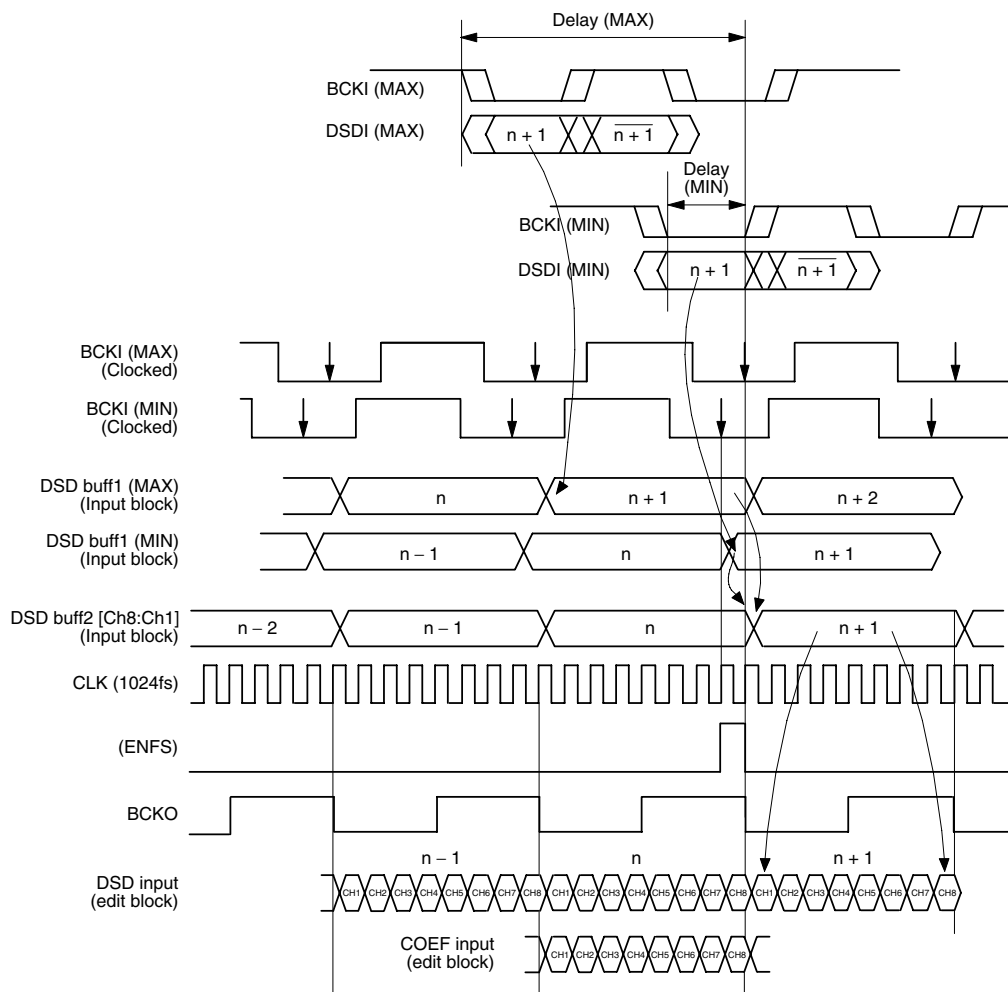 Delay (MAX)
BCKI (MAX)
DSDI (MAX)
n + 1
n + 1
Delay
(MIN)
BCKI (MIN)
DSDI (MIN)
n + 1
n + 1
BCKI (MAX)
(Clocked)
BCKI (MIN)
(Clocked)
DSD buff1 (MAX)
(Input block)
n
n + 1
n + 2
DSD buff1 (MIN)
(Input block)
n – 1
n
n + 1
DSD buff2 [Ch8:Ch1]
(Input block)
n – 2
n – 1
n
n + 1
CLK (1024fs)
(ENFS)
BCKO
n – 1
n
n + 1
DSD input
(edit block)
CH1 CH2 CH3 CH4 CH5 CH6 CH7 CH8 CH1 CH2 CH3 CH4 CH5 CH6 CH7 CH8 CH1 CH2 CH3 CH4 CH5 CH6 CH7 CH8
COEF input
(edit block)
CH1 CH2 CH3 CH4 CH5 CH6 CH7 CH8